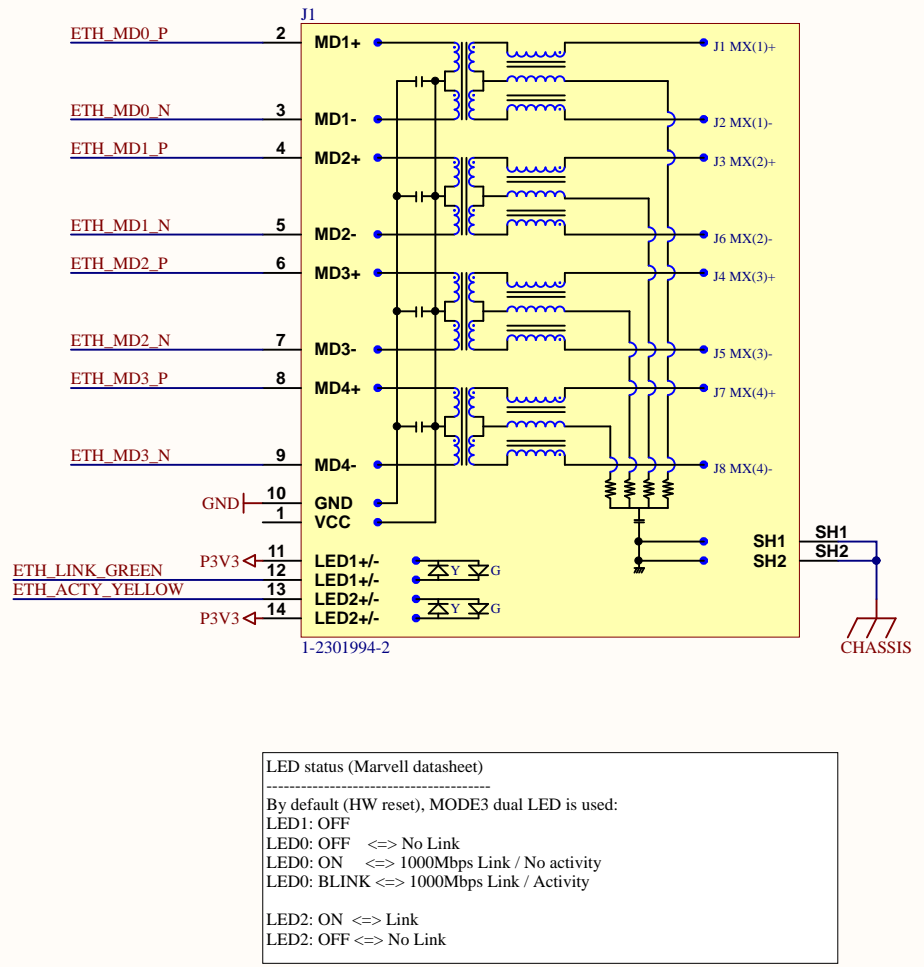 J1
ETH_MD0_P 2 MD1+ J1 MX(1)+
ETH_MD0_N 3 MD1- J2 MX(1)-
ETH_MD1_P 4 MD2+ J3 MX(2)+
ETH_MD1_N 5 MD2- J6 MX(2)-
ETH_MD2_P 6 MD3+ J4 MX(3)+
ETH_MD2_N 7 MD3- J5 MX(3)-
ETH_MD3_P 8 MD4+ J7 MX(4)+
ETH_MD3_N 9 MD4- J8 MX(4)-
GND 10 GND
1 VCC
SH1 SH1
P3V3 11 LED1+/- Y G SH2 SH2
ETH_LINK_GREEN 12 LED1+/-
ETH_ACTY_YELLOW 13 LED2+/- Y G
P3V3 14 LED2+/-
1-2301994-2 CHASSIS
LED status (Marvell datasheet)
---------------------------------------
By default (HW reset), MODE3 dual LED is used:
LED1: OFF
LED0: OFF <=> No Link
LED0: ON <=> 1000Mbps Link / No activity
LED0: BLINK <=> 1000Mbps Link / Activity
LED2: ON <=> Link
LED2: OFF <=> No Link